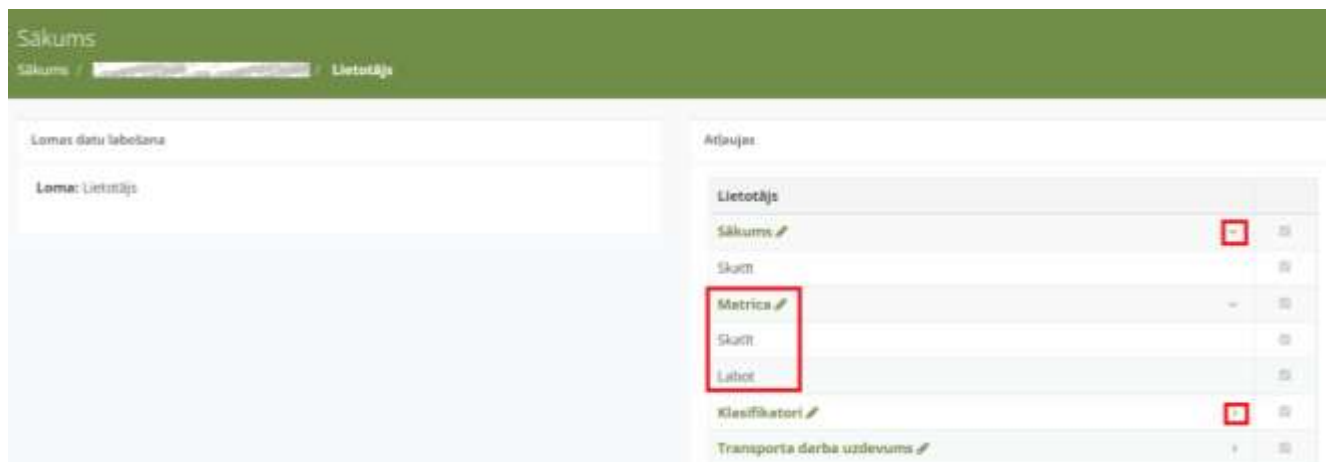 Sākums
Sākums / / Lietotājs
Lomas datu labošana
Loma: Lietotājs
Atļaujas
Lietotājs
Sākums
Skatīt
Matrica
Skatīt
Labot
Klasifikatori
Transporta darba uzdevums